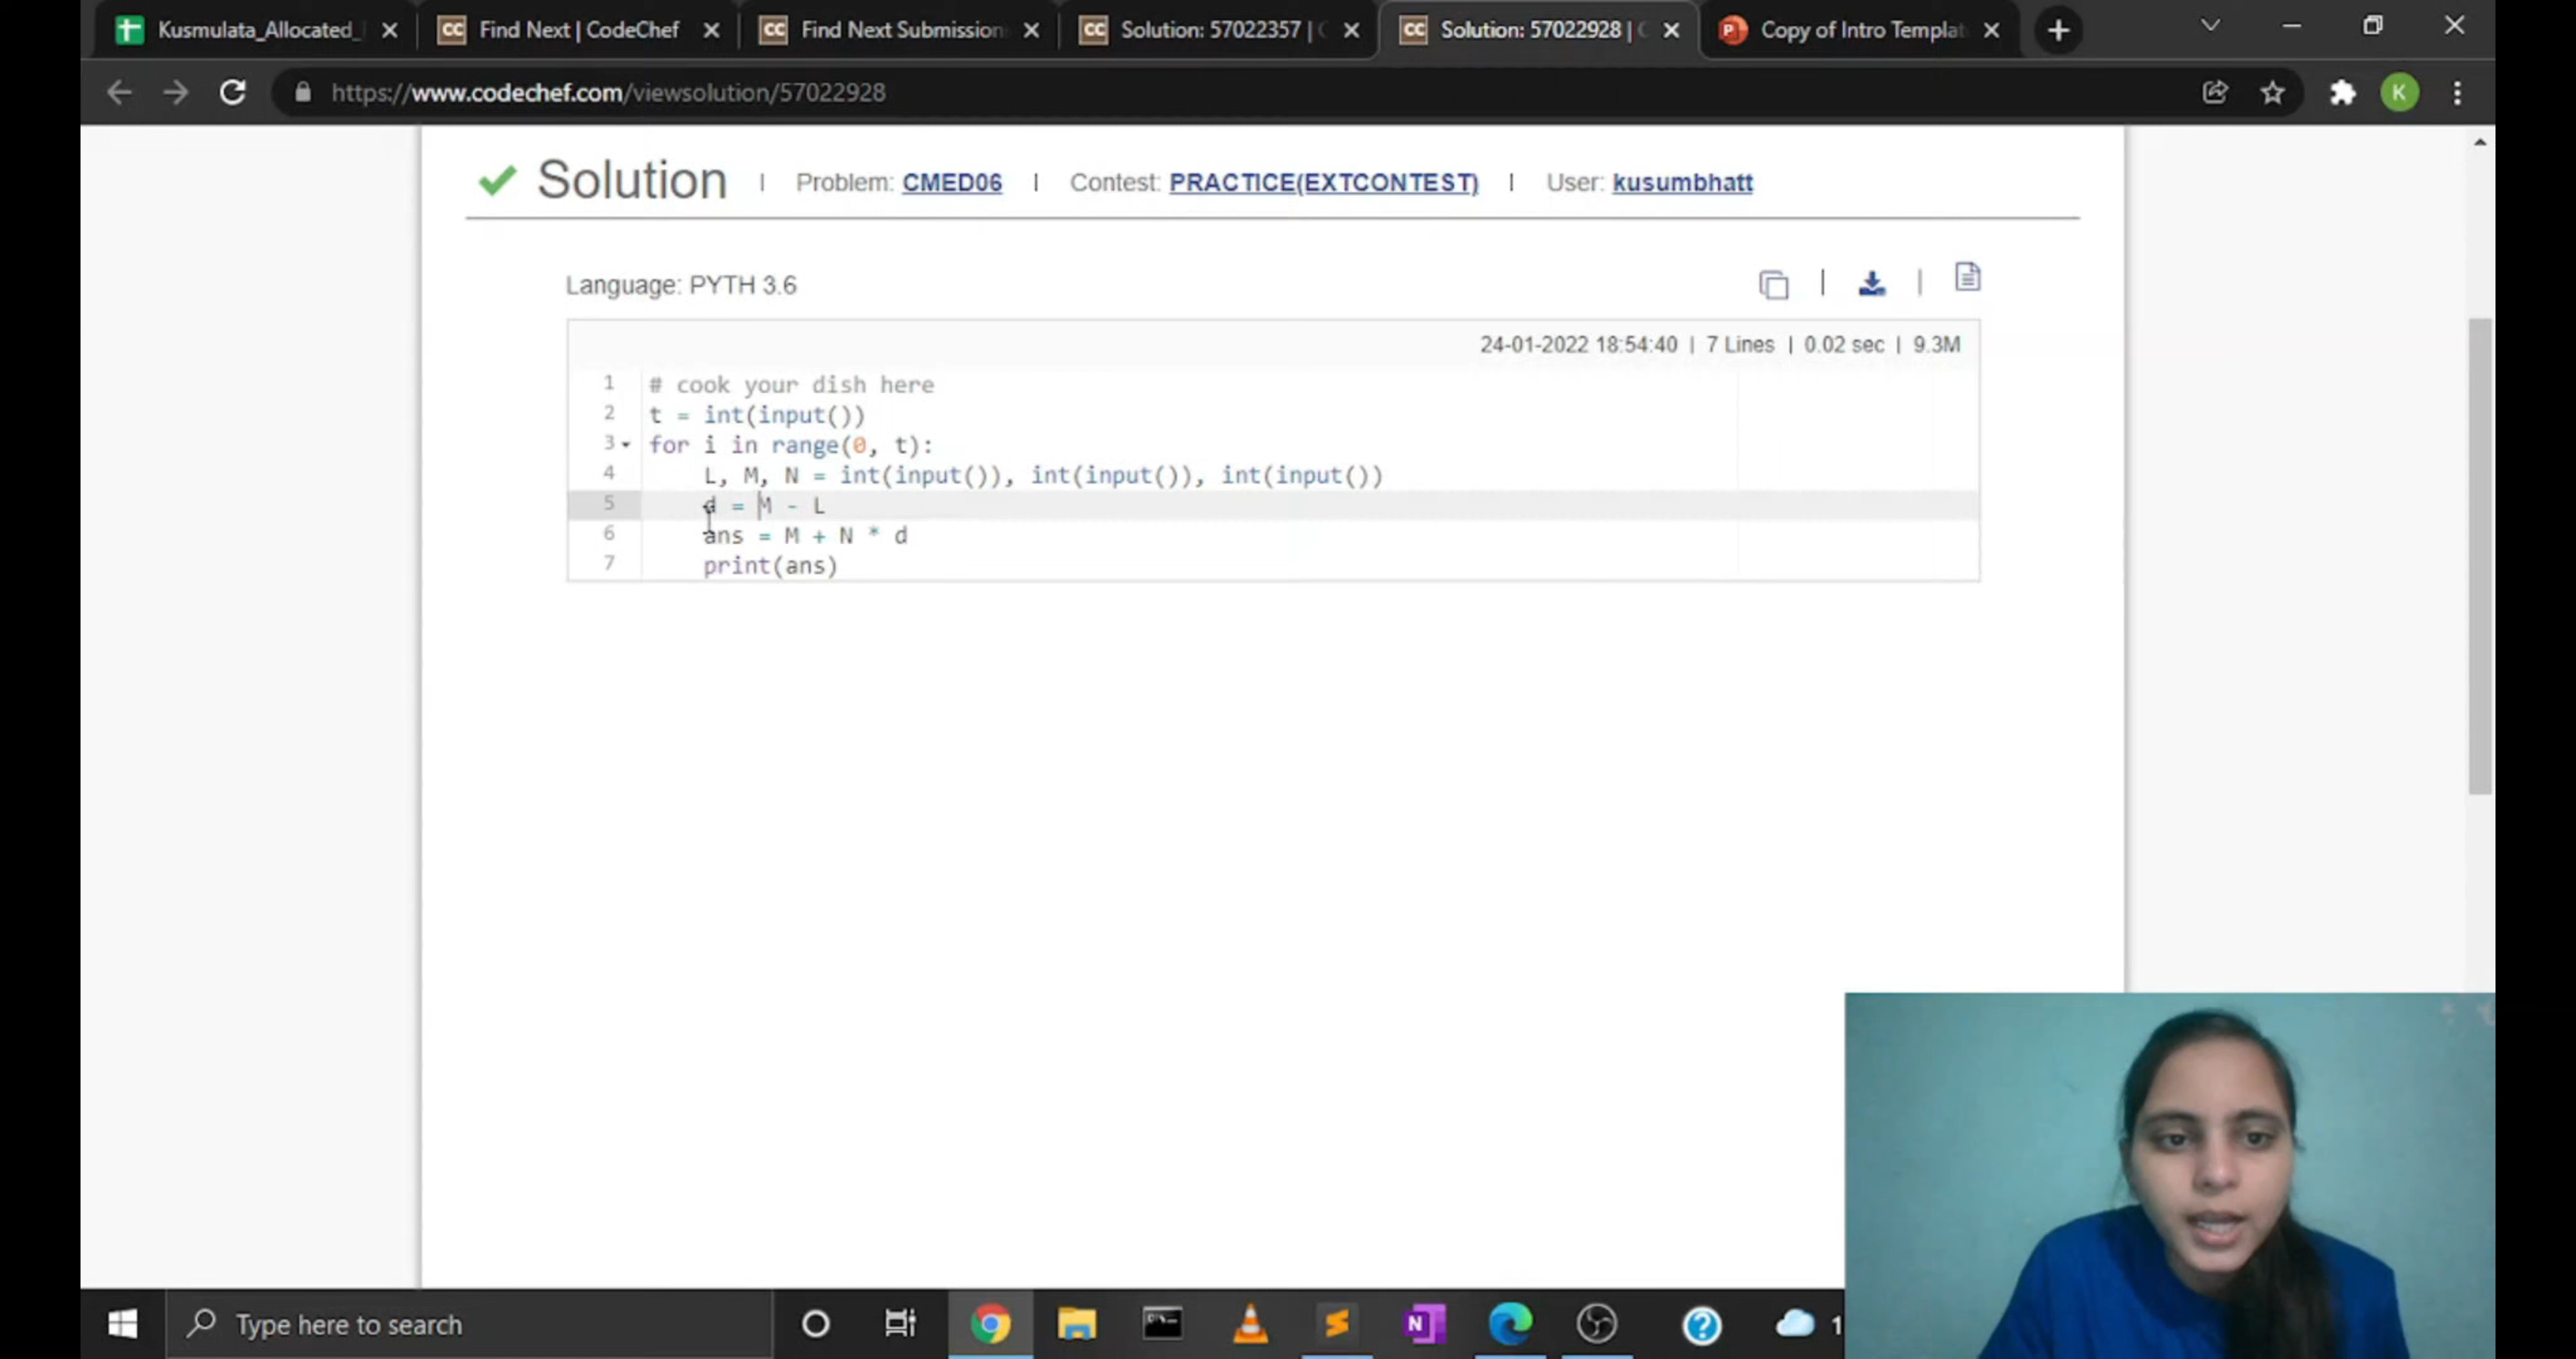 Kusmulata_Allocated_
Find Next | CodeChef
Find Next Submission
Solution: 57022357 |
Solution: 57022928 |
Copy of Intro Templat
https://www.codechef.com/viewsolution/57022928
K
Solution | Problem: CMED06 | Contest: PRACTICE(EXTCONTEST) | User: kusumbhatt
Language: PYTH 3.6
24-01-2022 18:54:40 | 7 Lines | 0.02 sec | 9.3M
1 # cook your dish here
2 t = int(input())
3 for i in range(0, t):
4 L, M, N = int(input()), int(input()), int(input())
5 d = M - L
6 ans = M + N * d
7 print(ans)
Type here to search